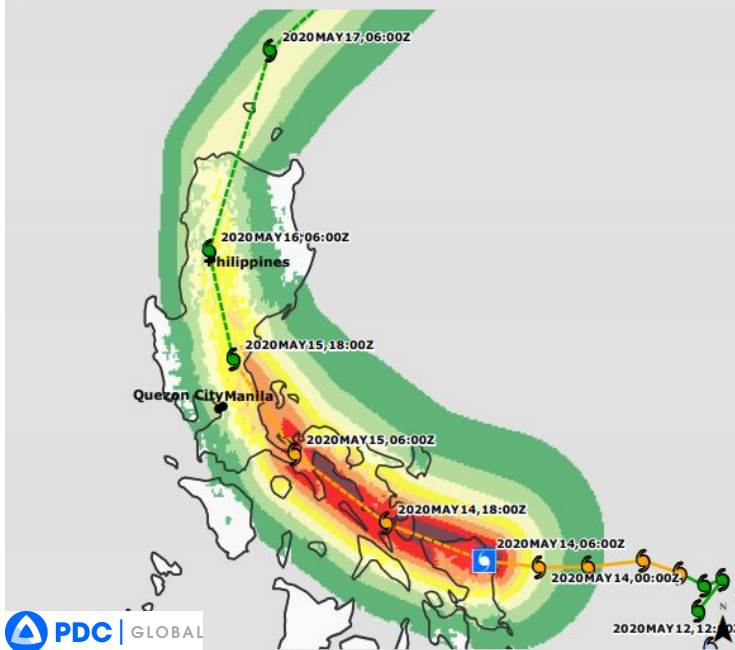 2020MAY17,06:00Z
2020MAY16,06:00Z
Philippines
2020MAY15,18:00Z
Quezon City Manila
2020MAY15,06:00Z
2020MAY14,18:00Z
2020MAY14,06:00Z
2020MAY14,00:00Z
N
2020MAY12,12:
PDC GLOBAL